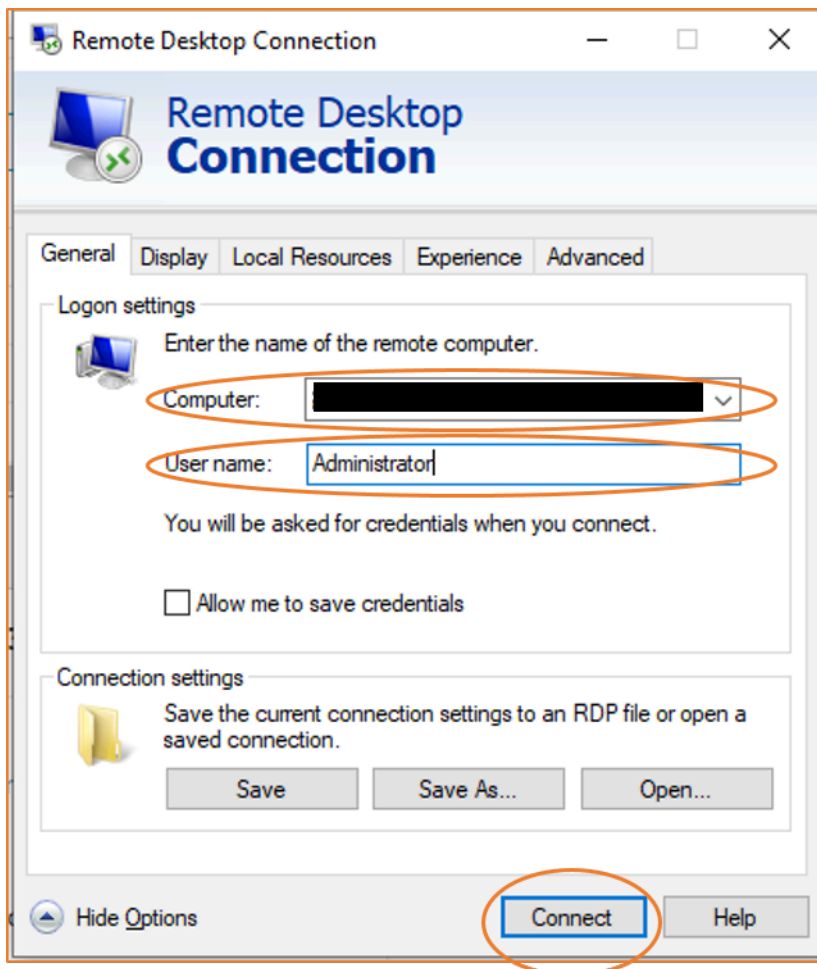 Remote Desktop Connection
Remote Desktop
Connection
General Display Local Resources Experience Advanced
Logon settings
Enter the name of the remote computer.
Computer:
User name: Administrator
You will be asked for credentials when you connect.
Allow me to save credentials
Connection settings
Save the current connection settings to an RDP file or open a
saved connection.
Save Save As... Open...
Hide Options Connect Help